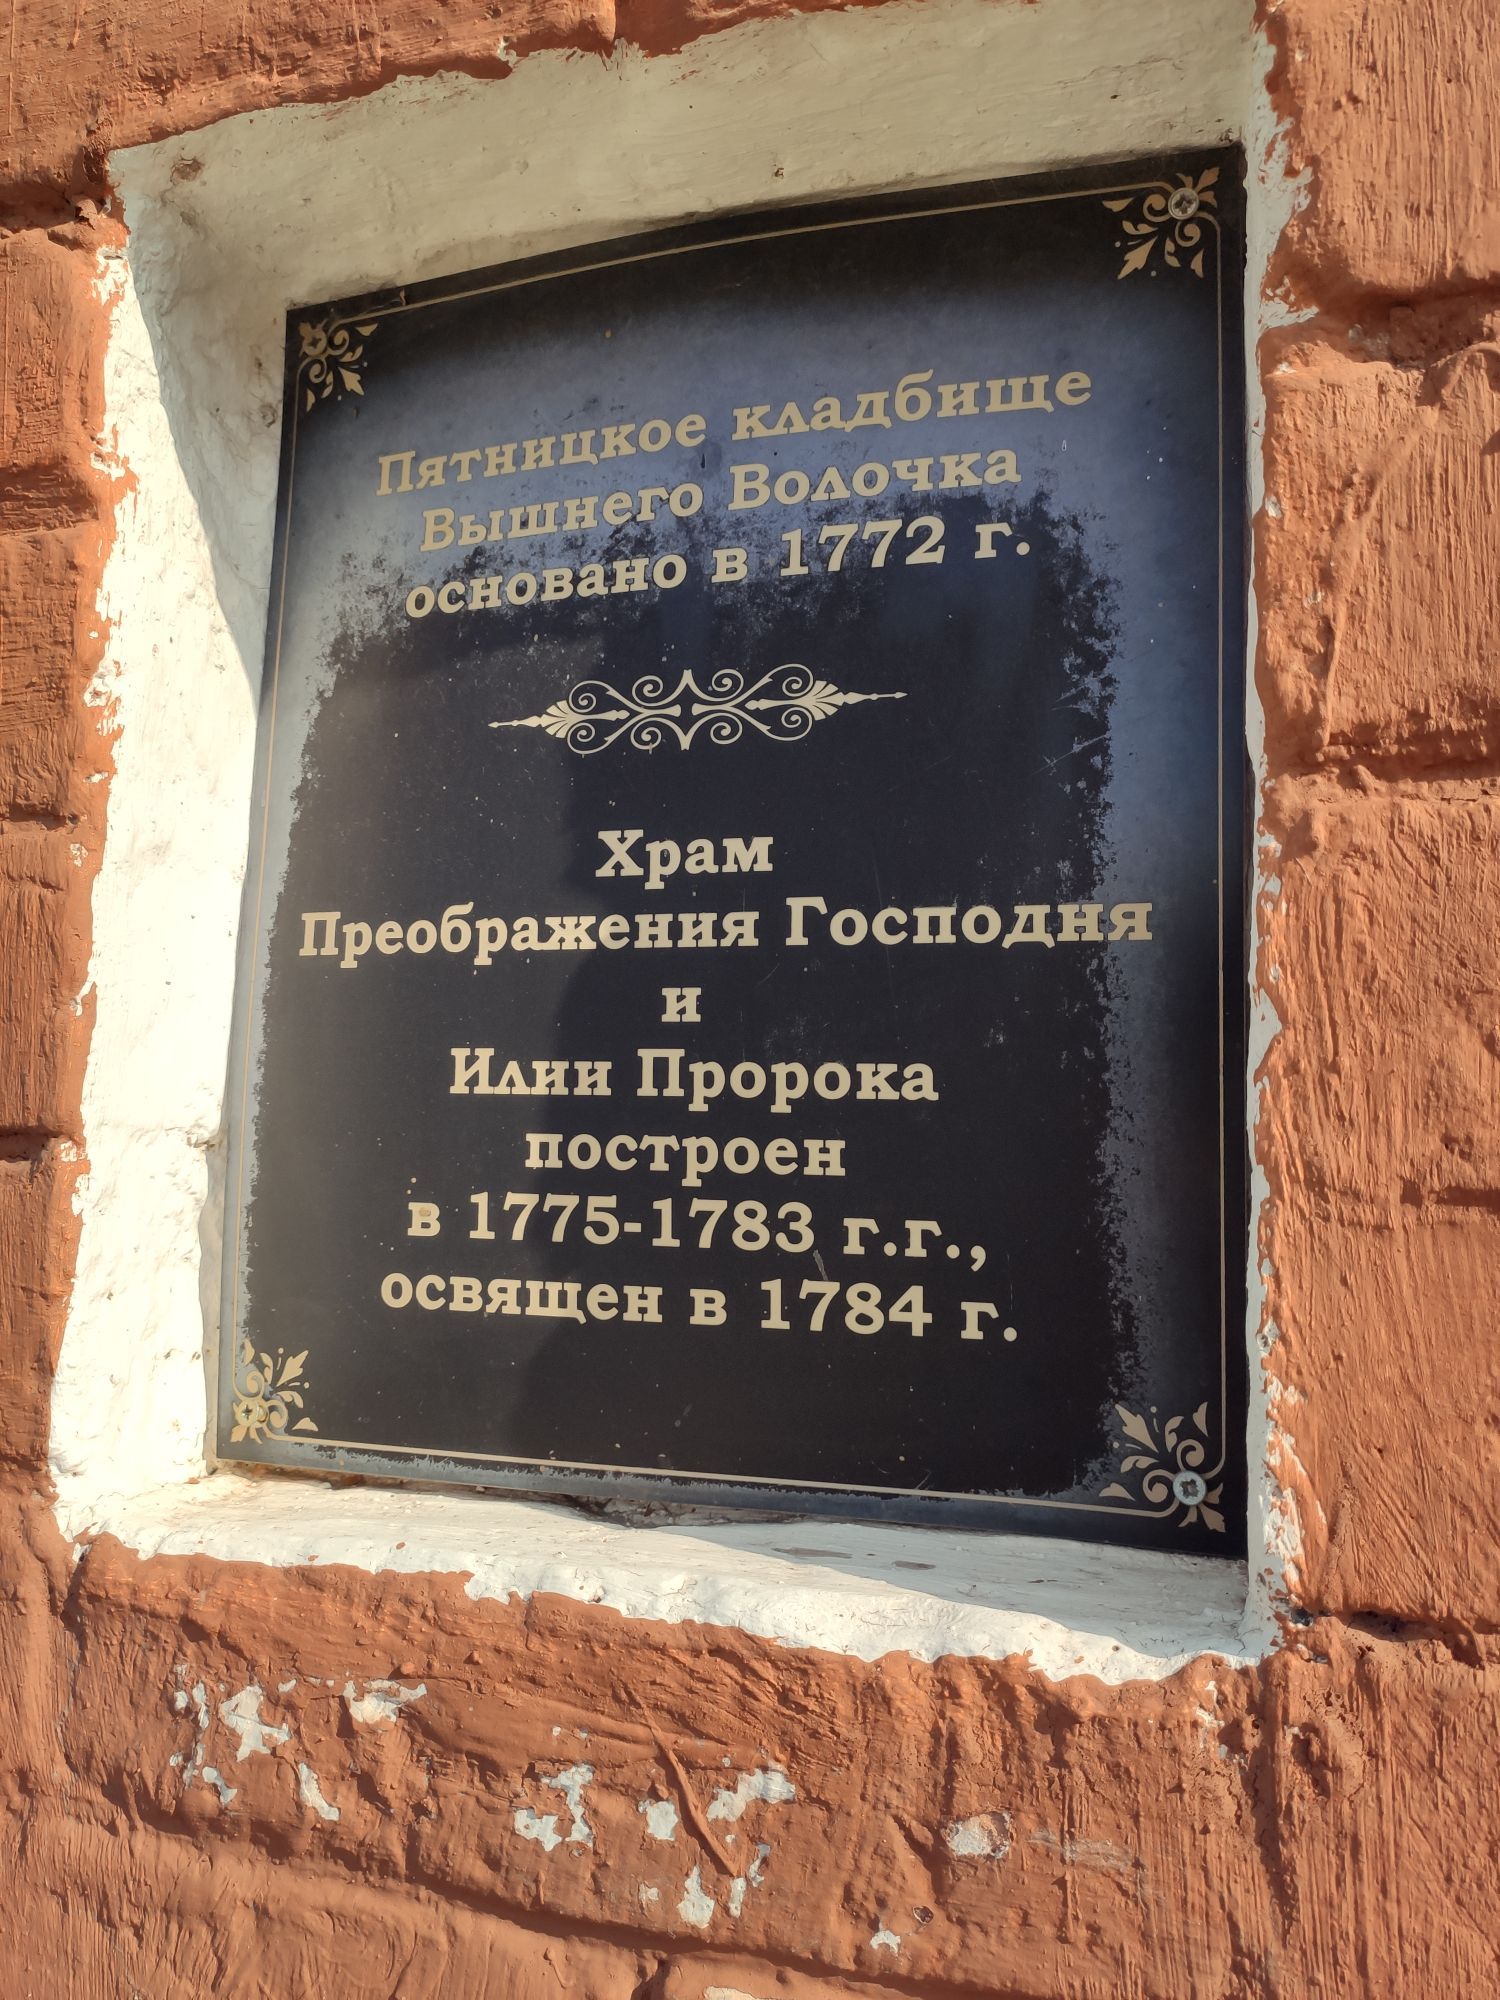 Пятницкое кладбище
Вышнего Волочка
основано в 1772 г.
Храм
Преображения Господня
и
Илии Пророка
построен
в 1775-1783 г.г.,
освящен в 1784 г.